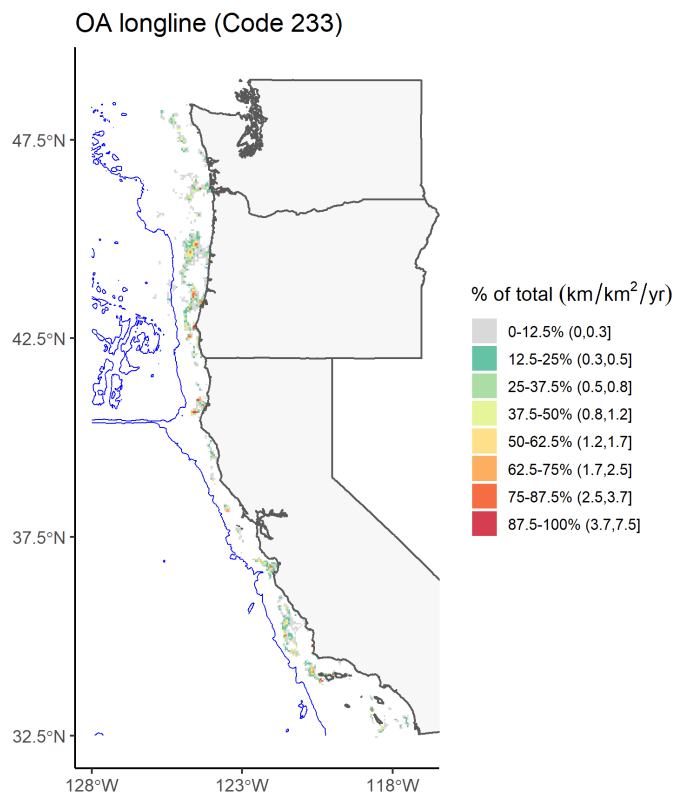 OA longline (Code 233)
47.5°N
42.5°N
37.5°N
32.5°N
128°W
123°W
118°W
% of total (km/km²/yr)
0-12.5% (0,0.3]
12.5-25% (0.3,0.5]
25-37.5% (0.5,0.8]
37.5-50% (0.8,1.2]
50-62.5% (1.2,1.7]
62.5-75% (1.7,2.5]
75-87.5% (2.5,3.7]
87.5-100% (3.7,7.5]